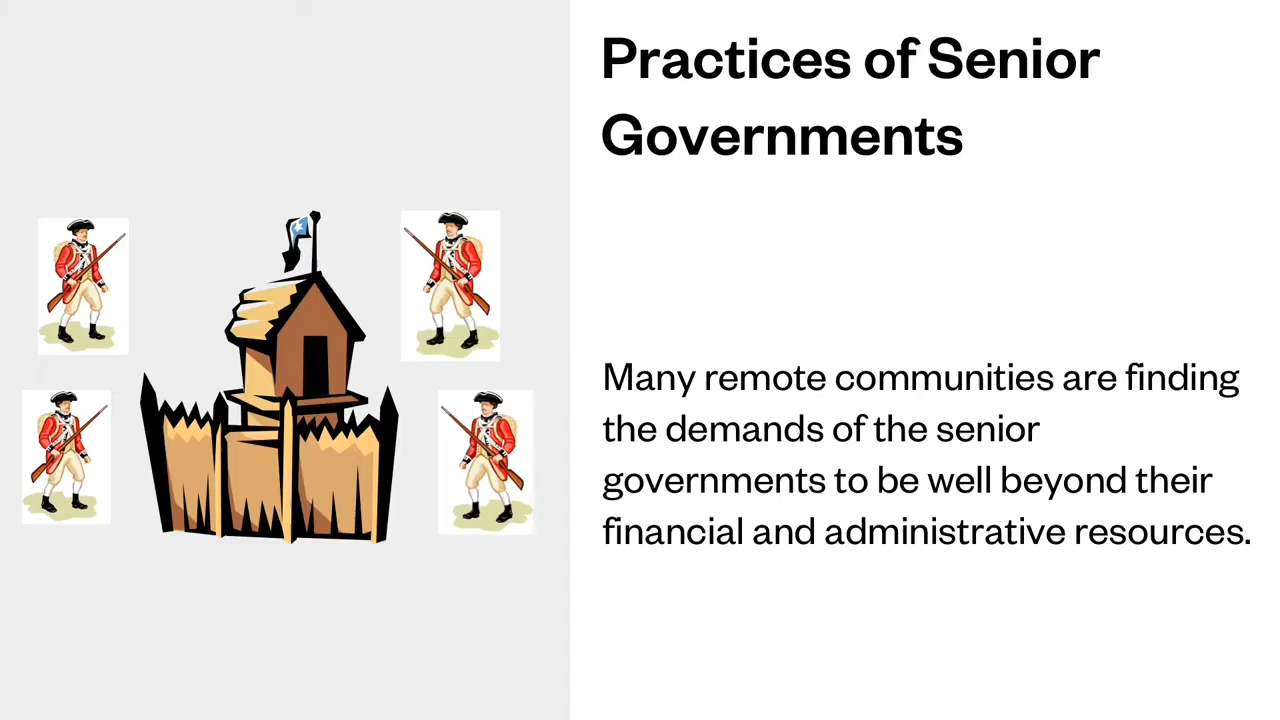 Practices of Senior
Governments
Many remote communities are finding
the demands of the senior
governments to be well beyond their
financial and administrative resources.